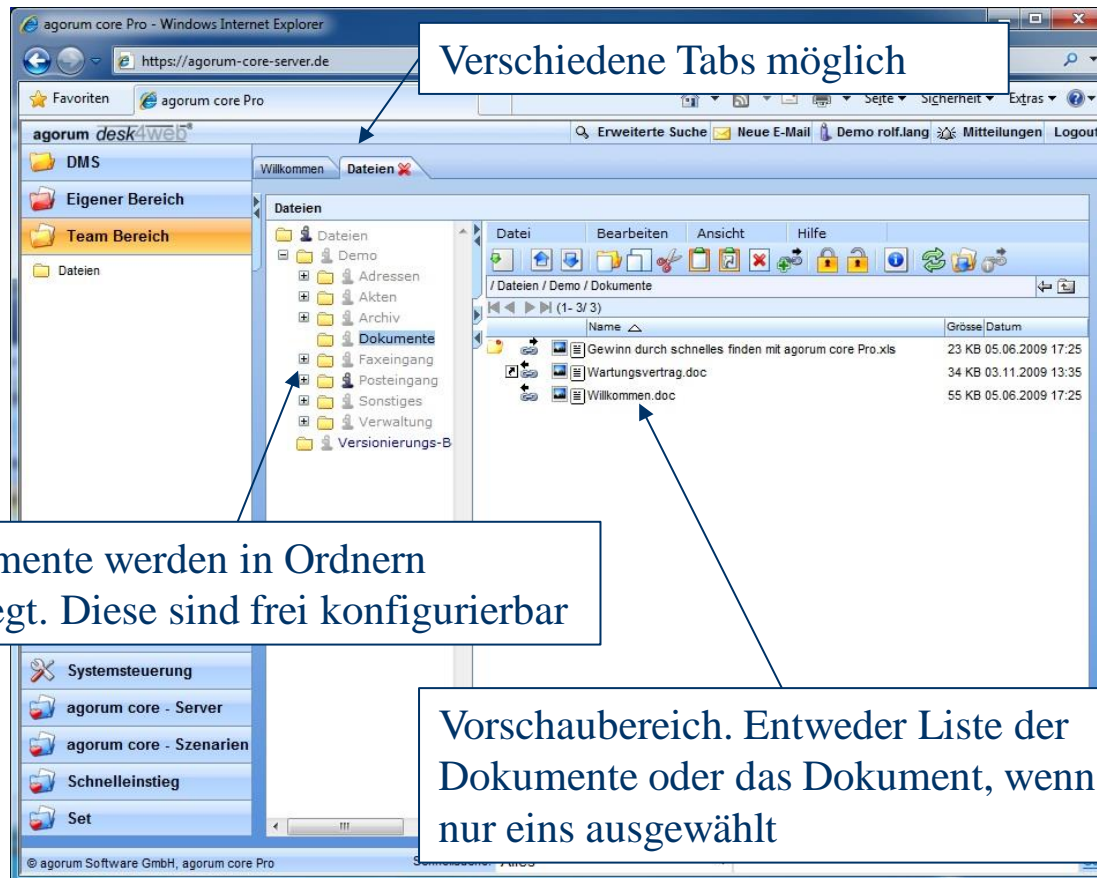 agorum core Pro - Windows Internet Explorer
https://agorum-core-server.de
Verschiedene Tabs möglich
Favoriten
agorum core Pro
Seite
Sicherheit
Extras
agorum desk4web
Erweiterte Suche
Neue E-Mail
Demo rolf.lang
Mitteilungen
Logout
DMS
Eigener Bereich
Team Bereich
Dateien
Willkommen
Dateien
Dateien
Dateien
Demo
Adressen
Akten
Archiv
Dokumente
Faxeingang
Posteingang
Sonstiges
Verwaltung
Versionierungs-B
Datei Bearbeiten Ansicht Hilfe
/ Dateien / Demo / Dokumente
(1- 3/ 3)
Name Grösse Datum
Gewinn durch schnelles finden mit agorum core Pro.xls 23 KB 05.06.2009 17:25
Wartungsvertrag.doc 34 KB 03.11.2009 13:35
Willkommen.doc 55 KB 05.06.2009 17:25
mente werden in Ordnern
egt. Diese sind frei konfigurierbar
Systemsteuerung
agorum core - Server
agorum core - Szenarien
Schnelleinstieg
Set
Vorschaubereich. Entweder Liste der
Dokumente oder das Dokument, wenn
nur eins ausgewählt
© agorum Software GmbH, agorum core Pro